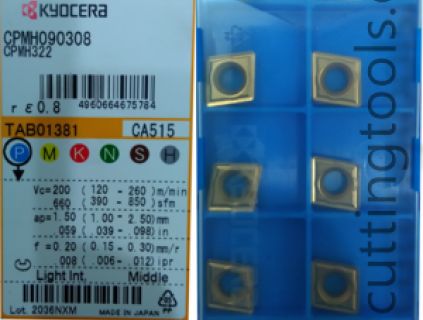 KYOCERA
CPMH090308
CPMH322
rε0.8
4960664675784
TAB01381 CA515
P M K N S H
Vc=200 (120 - 260) m/min
660 (390 - 850) sfm
ap=1.50 (1.00 - 2.50) mm
.059 (.039 - .098) in
f =0.20 (0.15 - 0.30) mm/r
.008 (.006 - .012) ipr
Light Int. Middle
Lot. 2036NXM MADE IN JAPAN PP
cuttingtools.c